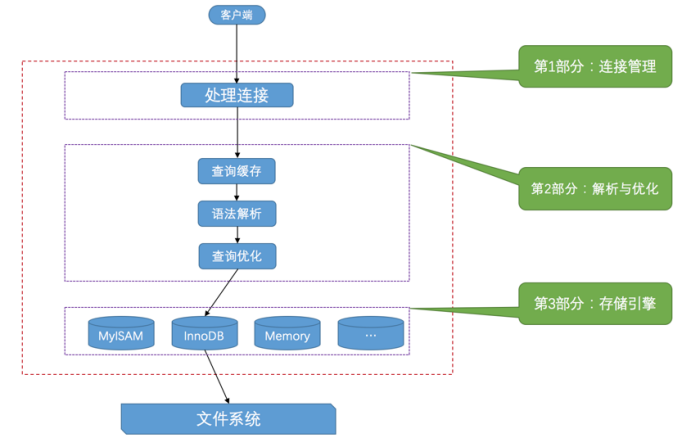 客户端
第1部分：连接管理
处理连接
查询缓存
第2部分：解析与优化
语法解析
查询优化
第3部分：存储引擎
MyISAM
InnoDB
Memory
…
文件系统